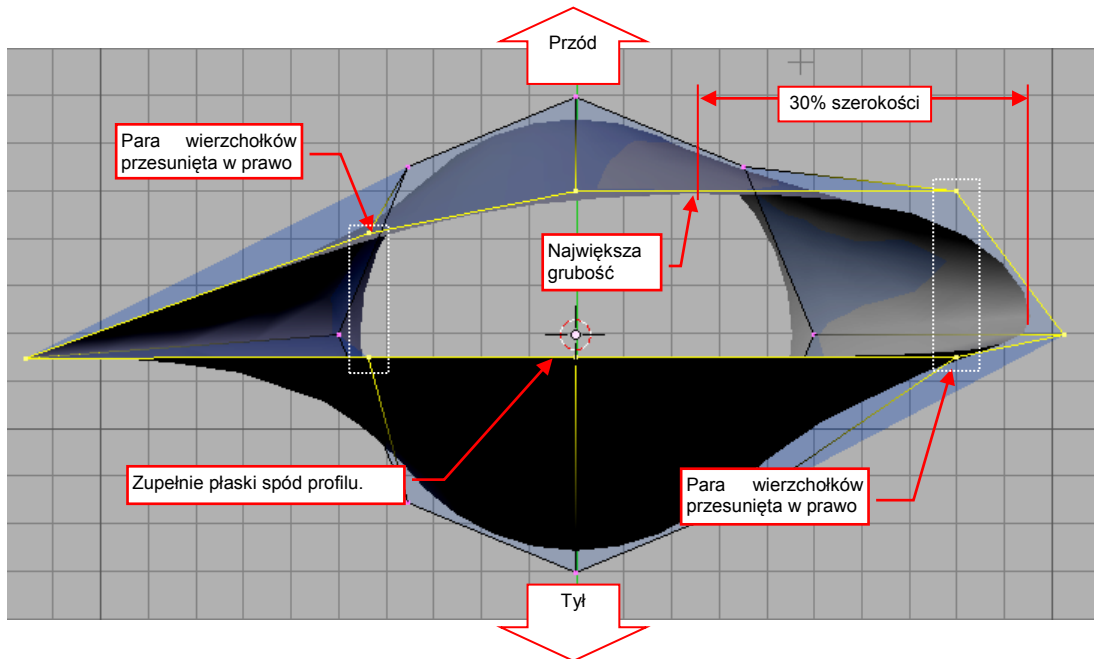 Przód
30% szerokości
Para wierzchołków
przesunięta w prawo
Największa
grubość
Zupełnie płaski spód profilu.
Para wierzchołków
przesunięta w prawo
Tył